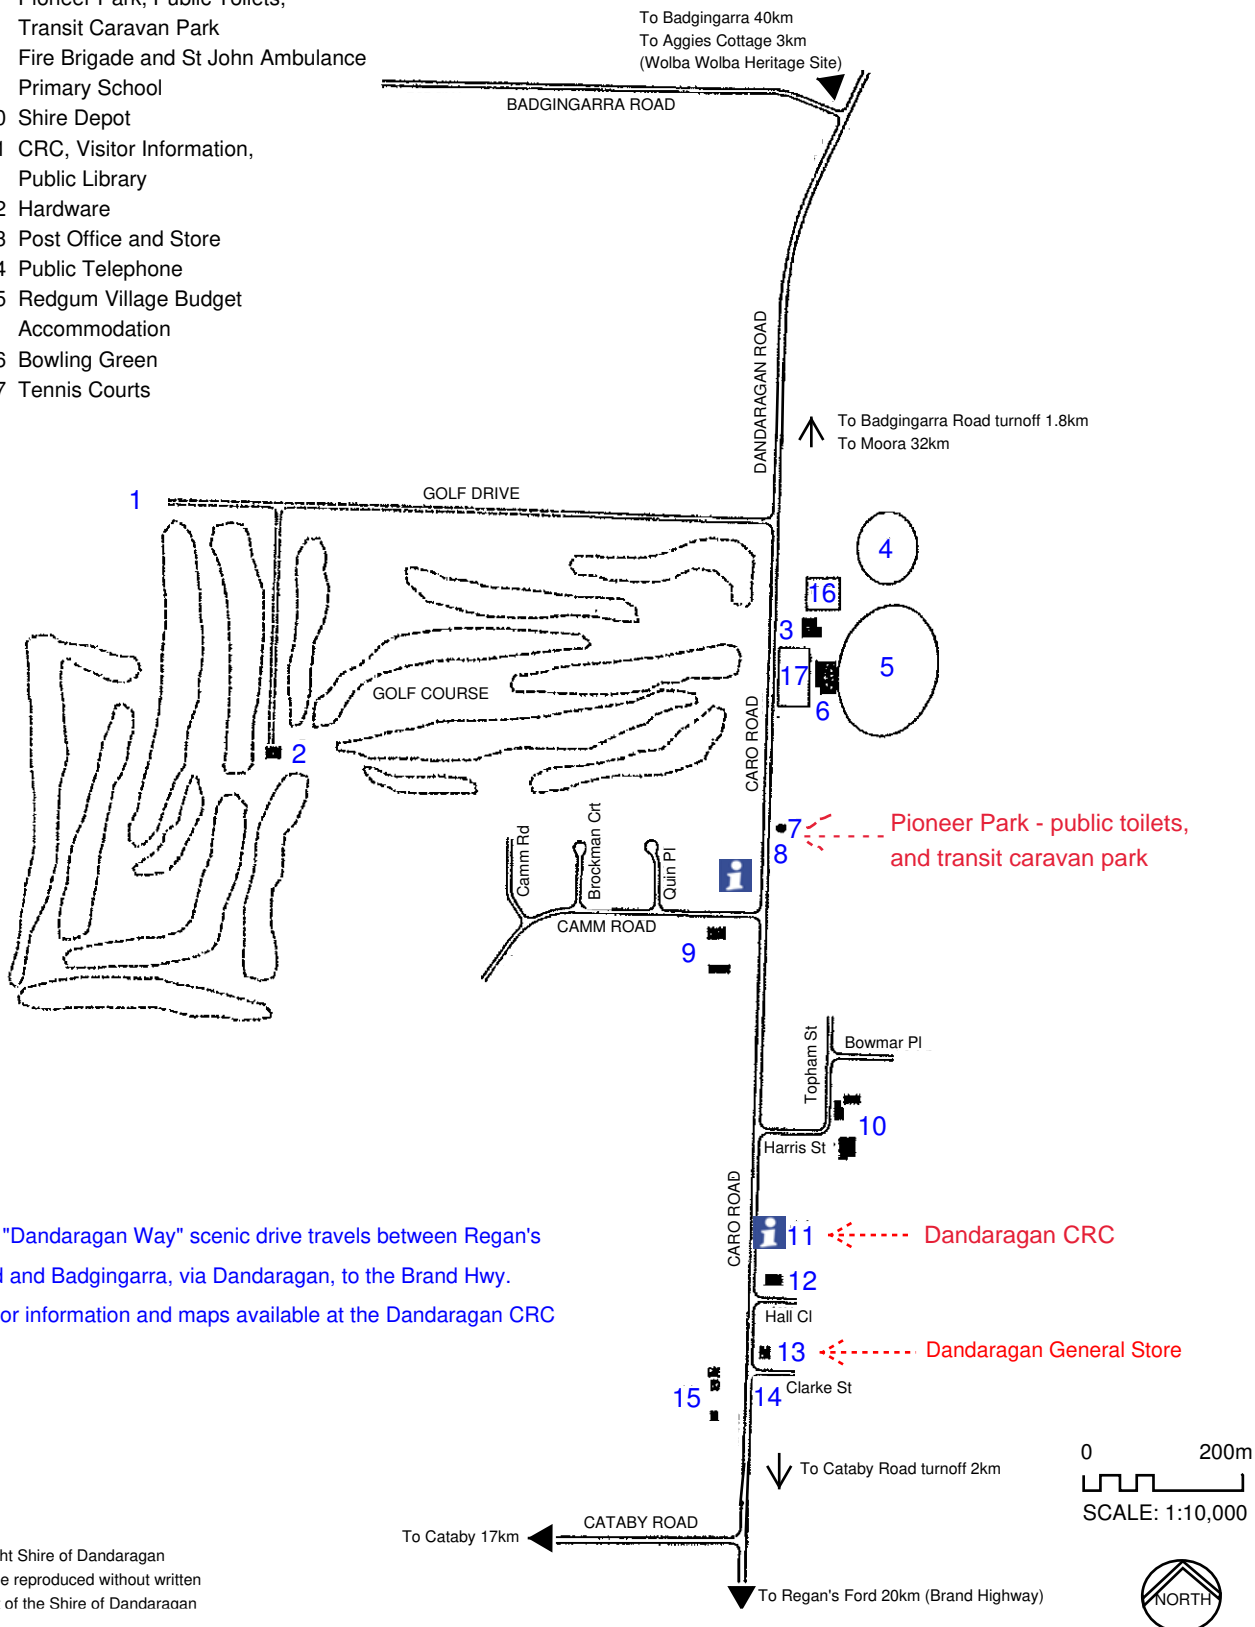 Pioneer Park, Public Toilets,
Transit Caravan Park
Fire Brigade and St John Ambulance
Primary School
0 Shire Depot
1 CRC, Visitor Information,
Public Library
2 Hardware
3 Post Office and Store
4 Public Telephone
5 Redgum Village Budget
Accommodation
6 Bowling Green
7 Tennis Courts
To Badgingarra 40km
To Aggies Cottage 3km
(Wolba Wolba Heritage Site)
BADGINGARRA ROAD
DANDARAGAN ROAD
To Badgingarra Road turnoff 1.8km
To Moora 32km
1
GOLF DRIVE
4
16
3
5
17
6
GOLF COURSE
2
CARO ROAD
7
8
Pioneer Park - public toilets,
and transit caravan park
Camm Rd
Brockman Crt
Quin Pl
i
CAMM ROAD
9
Topham St
Bowmar Pl
10
Harris St
CARO ROAD
i
11
Dandaragan CRC
12
Hall Cl
13
Dandaragan General Store
15
14
Clarke St
"Dandaragan Way" scenic drive travels between Regan's
d and Badgingarra, via Dandaragan, to the Brand Hwy.
or information and maps available at the Dandaragan CRC
To Cataby Road turnoff 2km
0 200m
SCALE: 1:10,000
CATABY ROAD
To Cataby 17km
To Regan's Ford 20km (Brand Highway)
NORTH
ht Shire of Dandaragan
e reproduced without written
t of the Shire of Dandaragan